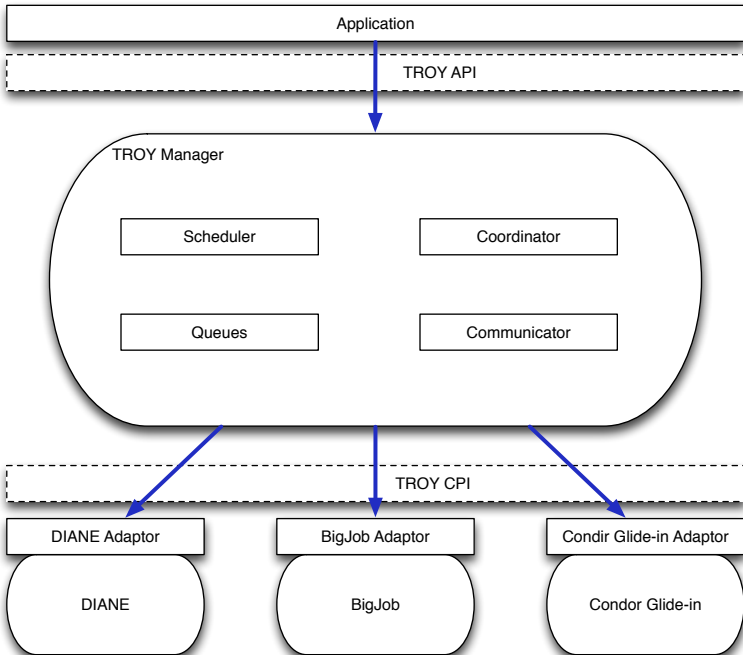 Application
TROY API
TROY Manager
Scheduler
Coordinator
Queues
Communicator
TROY CPI
DIANE Adaptor
BigJob Adaptor
Condir Glide-in Adaptor
DIANE
BigJob
Condor Glide-in